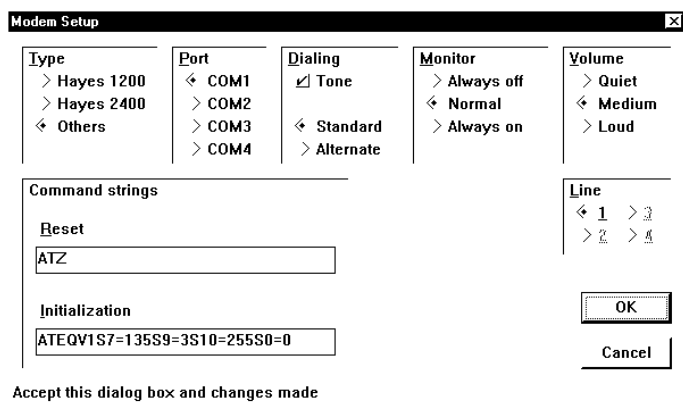 Modem Setup
Type
Hayes 1200
Hayes 2400
Others
Port
COM1
COM2
COM3
COM4
Dialing
Tone
Standard
Alternate
Monitor
Always off
Normal
Always on
Volume
Quiet
Medium
Loud
Command strings
Reset
ATZ
Initialization
ATEQV1S7=135S9=3S10=255S0=0
Line
1 3
2 4
OK
Cancel
Accept this dialog box and changes made